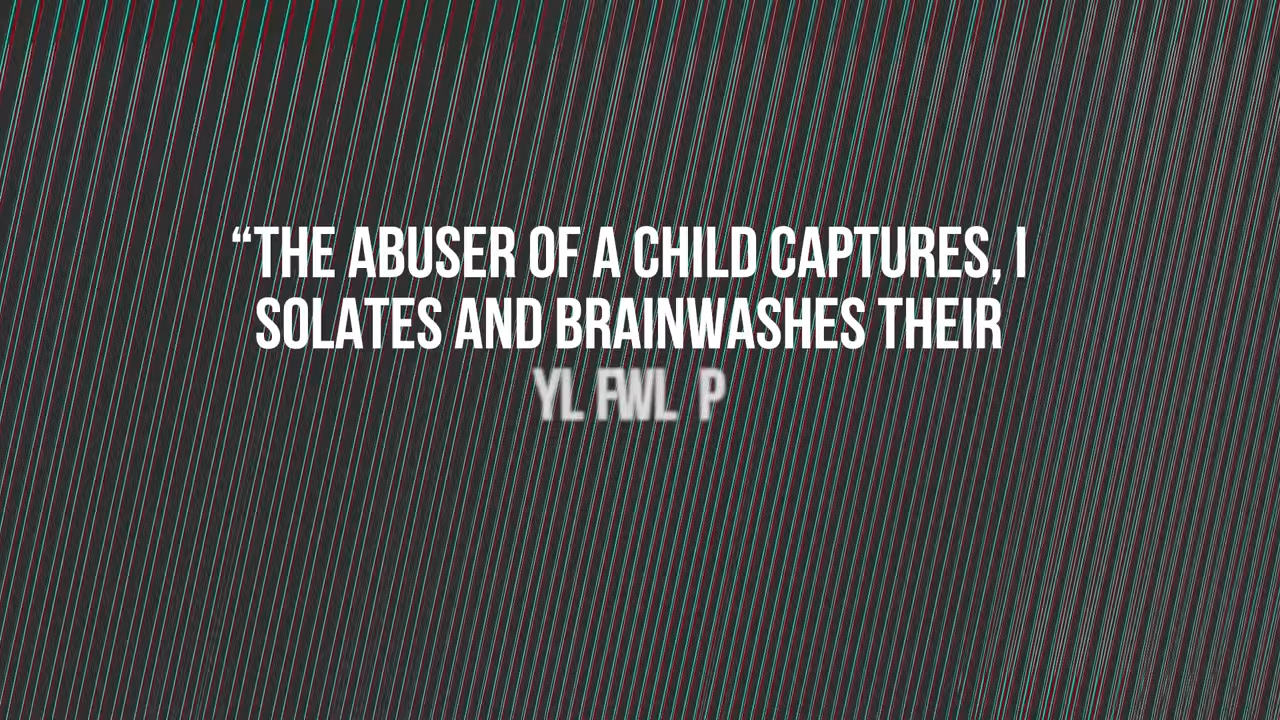 “THE ABUSER OF A CHILD CAPTURES, I
SOLATES AND BRAINWASHES THEIR
YL FWL P